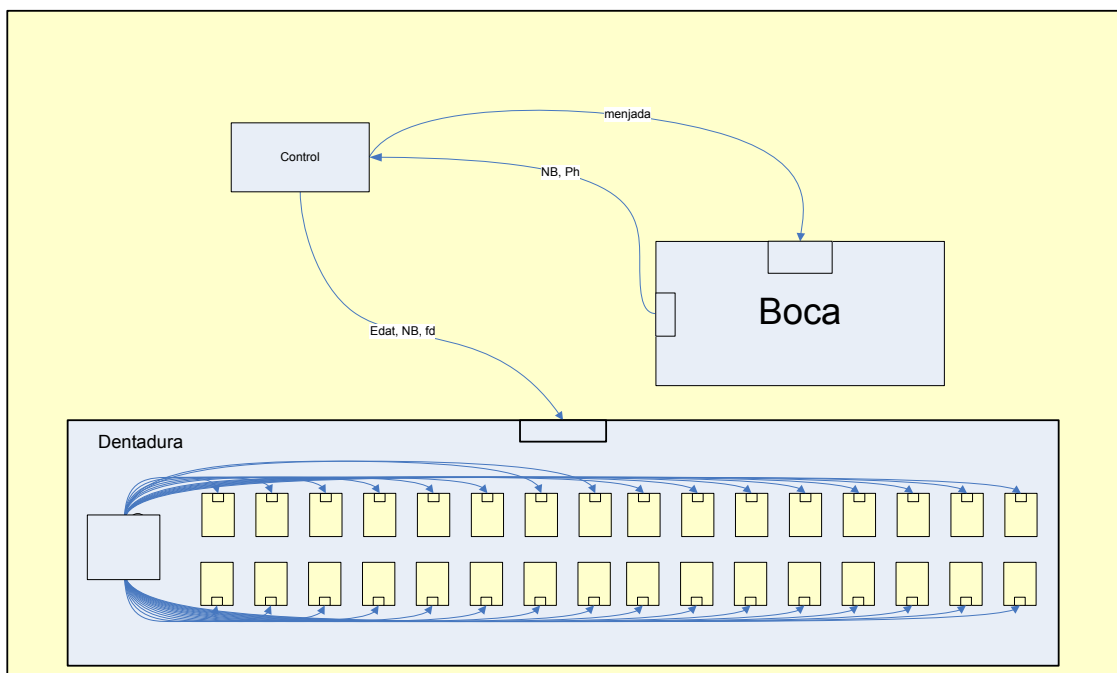 menjada
Control
NB, Ph
Boca
Edat, NB, fd
Dentadura